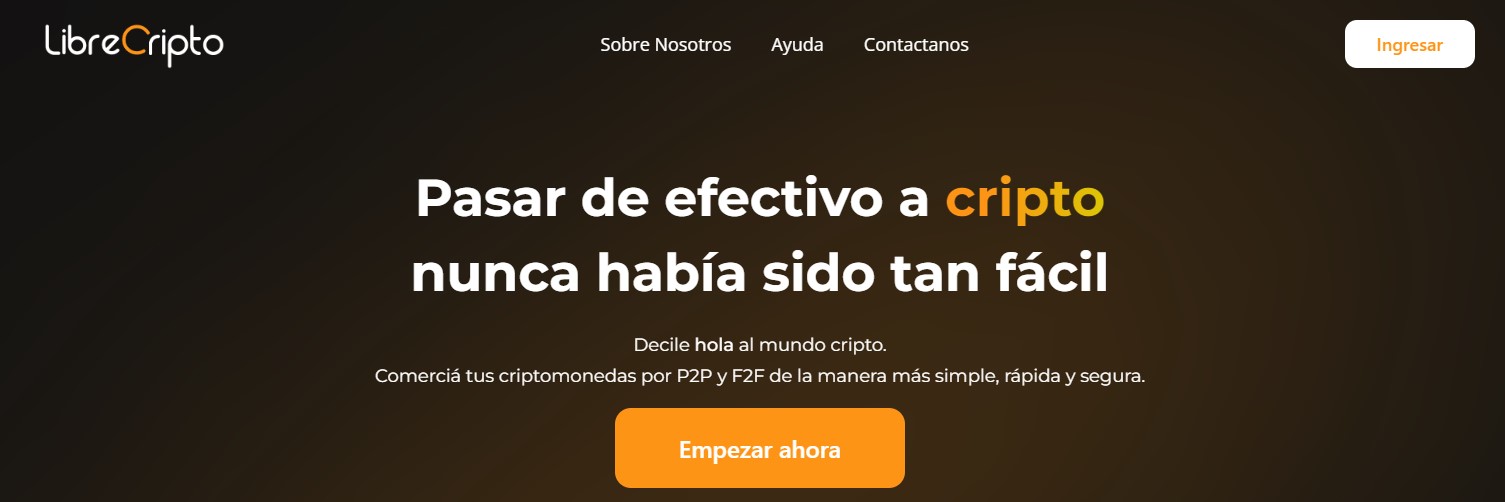 LibreCripto
Sobre Nosotros
Ayuda
Contactanos
Ingresar
Pasar de efectivo a cripto
nunca había sido tan fácil
Decile hola al mundo cripto.
Comerciá tus criptomonedas por P2P y F2F de la manera más simple, rápida y segura.
Empezar ahora